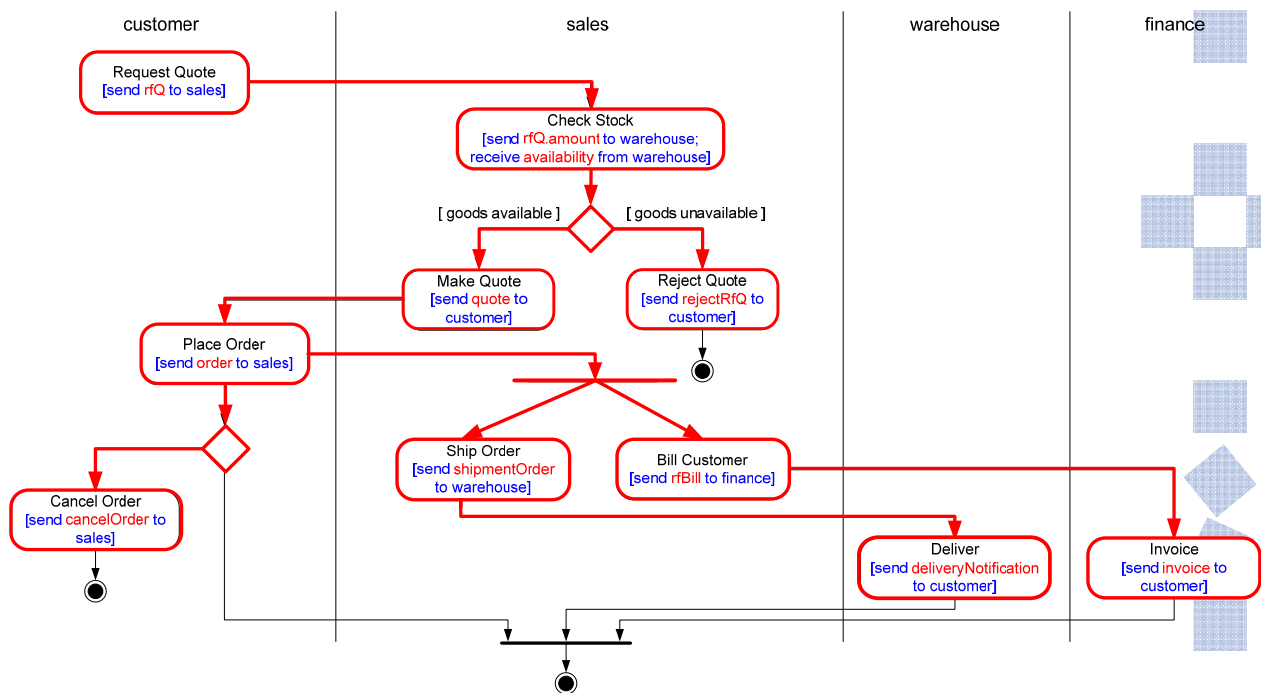 customer
sales
warehouse
finance
Request Quote
[send rfQ to sales]
Check Stock
[send rfQ.amount to warehouse;
receive availability from warehouse]
[ goods available ]
[ goods unavailable ]
Make Quote
[send quote to
customer]
Reject Quote
[send rejectRfQ to
customer]
Place Order
[send order to sales]
Ship Order
[send shipmentOrder
to warehouse]
Bill Customer
[send rfBill to finance]
Cancel Order
[send cancelOrder to
sales]
Deliver
[send deliveryNotification
to customer]
Invoice
[send invoice to
customer]